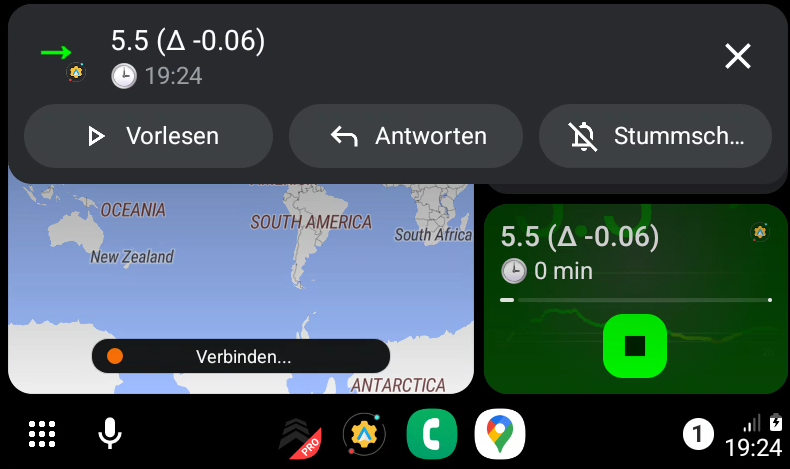 5.5 (Δ -0.06)
19:24
Vorlesen
Antworten
Stummsch…
OCEANIA
SOUTH AMERICA
South Africa
New Zealand
Verbinden...
ANTARCTICA
5.5 (Δ -0.06)
0 min
PRO
1
19:24